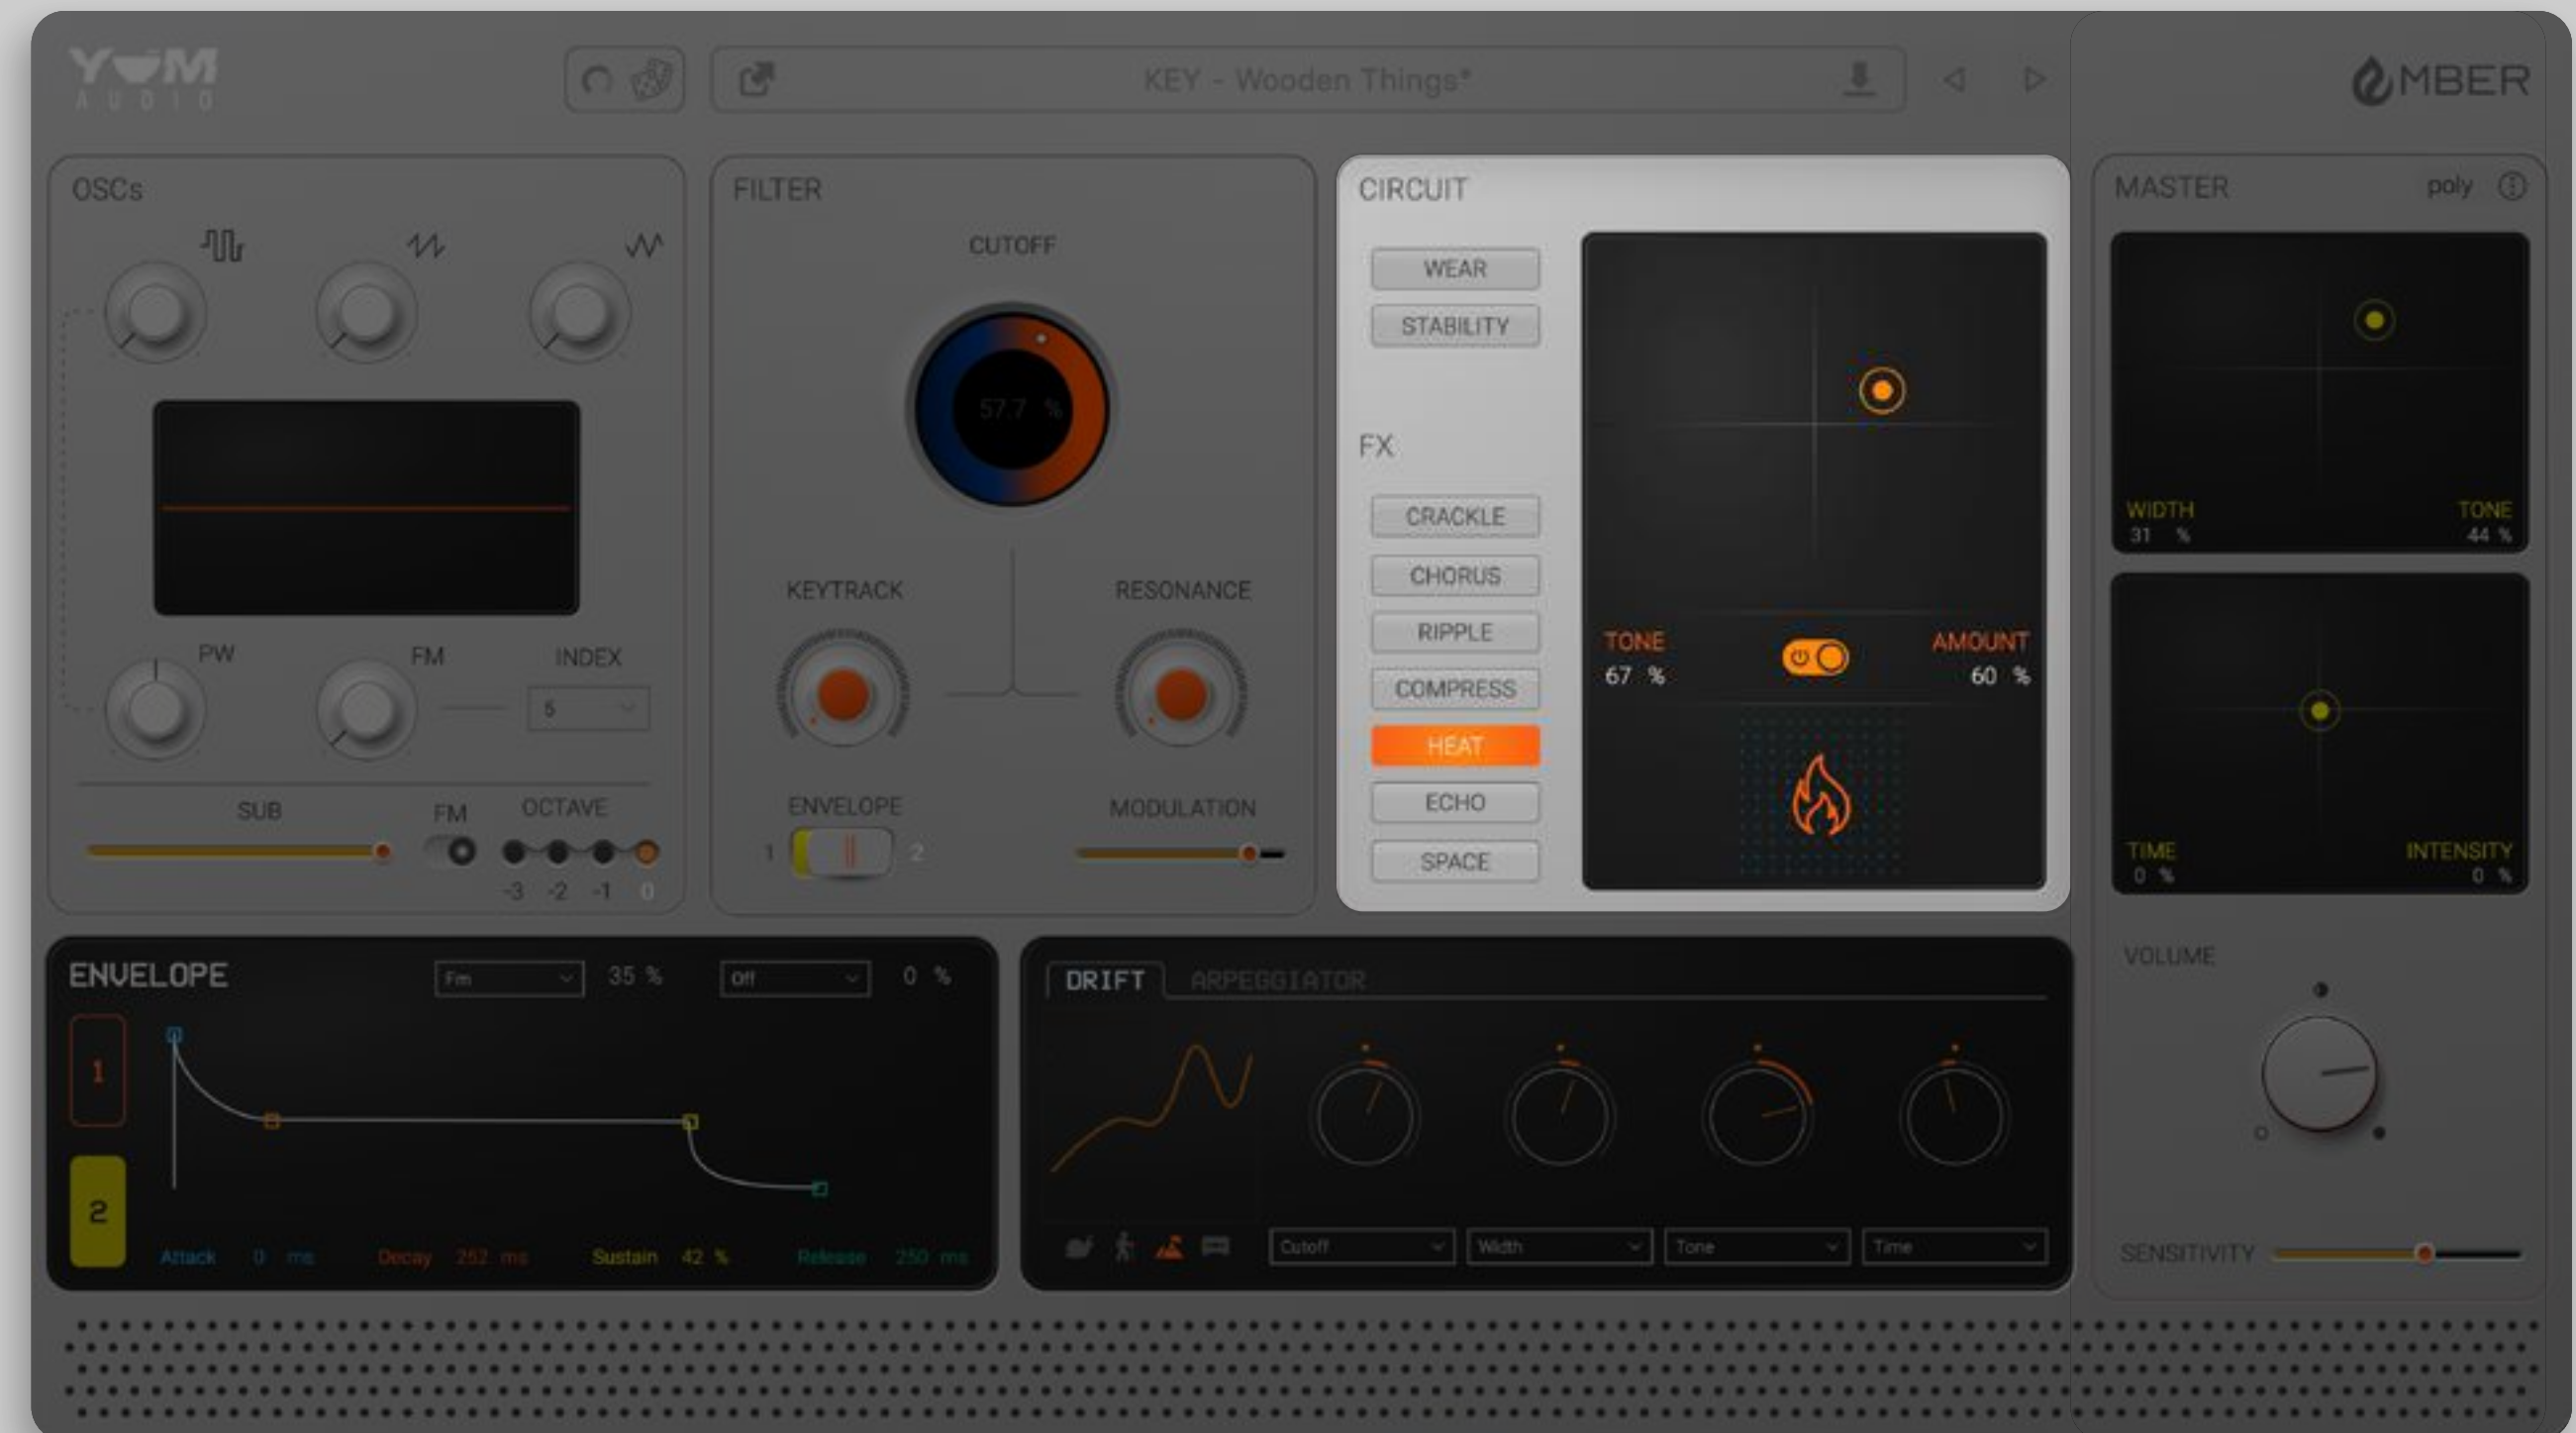 YUM
AUDIO
KEY - Wooden Things*
MBER
OSCs
PW
FM
INDEX
5
SUB
FM
OCTAVE
-3 -2 -1 0
FILTER
CUTOFF
57.7 %
KEYTRACK
RESONANCE
ENVELOPE
1 2
MODULATION
CIRCUIT
WEAR
STABILITY
FX
CRACKLE
CHORUS
RIPPLE
COMPRESS
HEAT
ECHO
SPACE
TONE
67 %
AMOUNT
60 %
MASTER
poly
WIDTH
31 %
TONE
44 %
TIME
0 %
INTENSITY
0 %
VOLUME
SENSITIVITY
ENVELOPE
Fm 35 % Off 0 %
1
2
Attack 0 ms Decay 252 ms Sustain 42 % Release 250 ms
DRIFT ARPEGGIATOR
Cutoff Width Tone Time